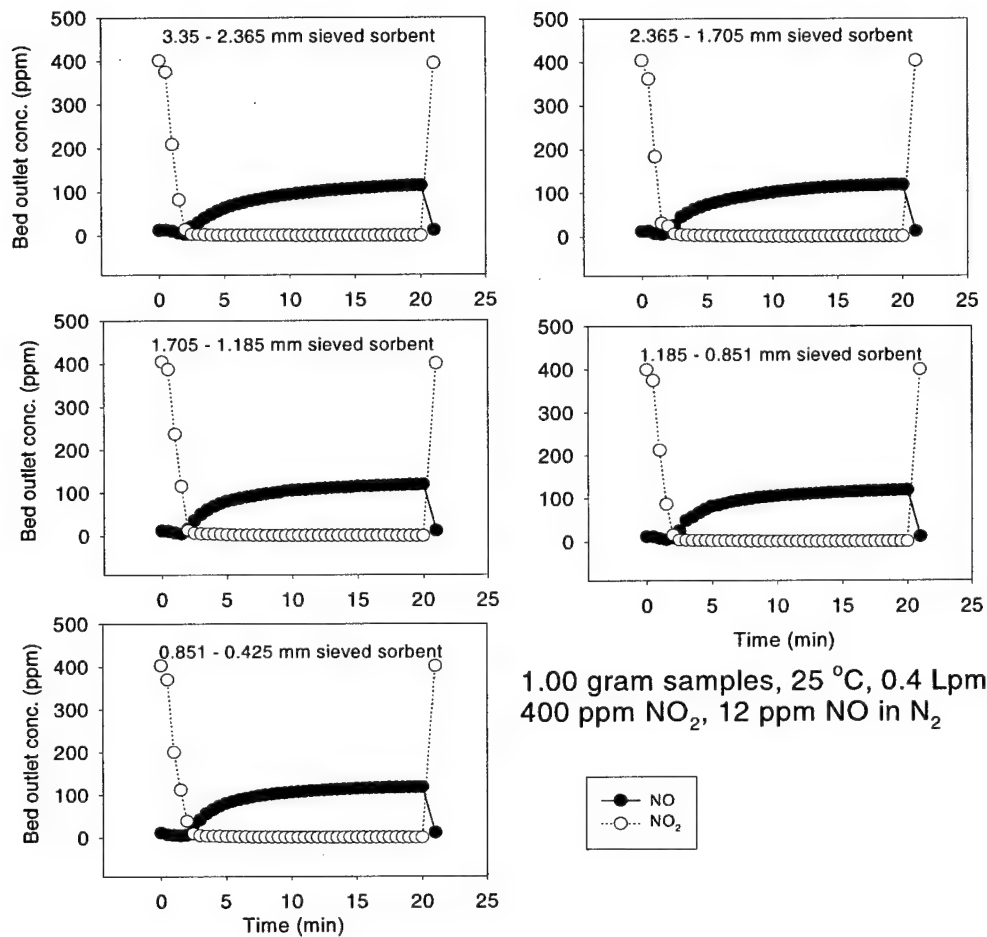 3.35 - 2.365 mm sieved sorbent
Bed outlet conc. (ppm)
500
400
300
200
100
0
0 5 10 15 20 25
2.365 - 1.705 mm sieved sorbent
500
400
300
200
100
0
0 5 10 15 20 25
1.705 - 1.185 mm sieved sorbent
Bed outlet conc. (ppm)
500
400
300
200
100
0
0 5 10 15 20 25
1.185 - 0.851 mm sieved sorbent
500
400
300
200
100
0
0 5 10 15 20 25
Time (min)
0.851 - 0.425 mm sieved sorbent
Bed outlet conc. (ppm)
500
400
300
200
100
0
0 5 10 15 20 25
Time (min)
1.00 gram samples, 25 °C, 0.4 Lpm
400 ppm NO₂, 12 ppm NO in N₂
NO
NO₂